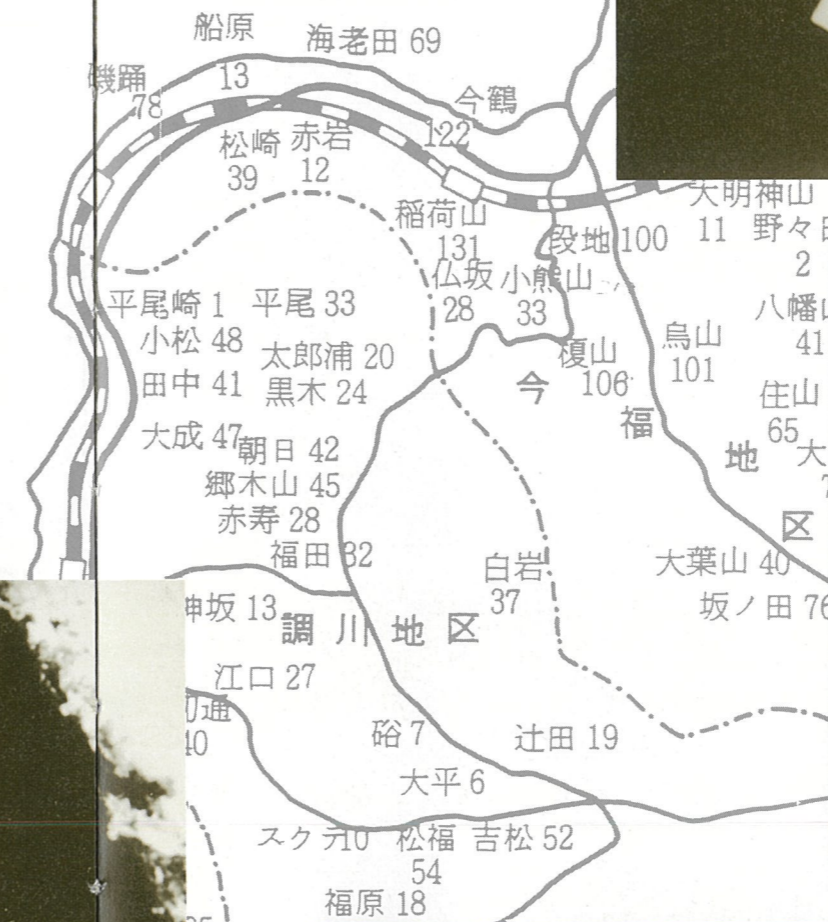 船原
13
海老田 69
磯踊
78
今鶴
122
松崎
39
赤岩
12
稲荷山
131
大明神山
11
野々
2
段地 100
仏坂
28
小熊山
33
平尾崎 1
平尾 33
八幡
41
小松 48
太郎浦 20
烏山
101
榎山
106
田中 41
黒木 24
住山
65
今福地区
大成 47
朝日 42
郷木山 45
赤寿 28
福田 32
白岩
37
大葉山 40
坂ノ田 76
神坂 13
調川地区
江口 27
通
40
硲 7
辻田 19
大平 6
松福
54
吉松 52
福原 18